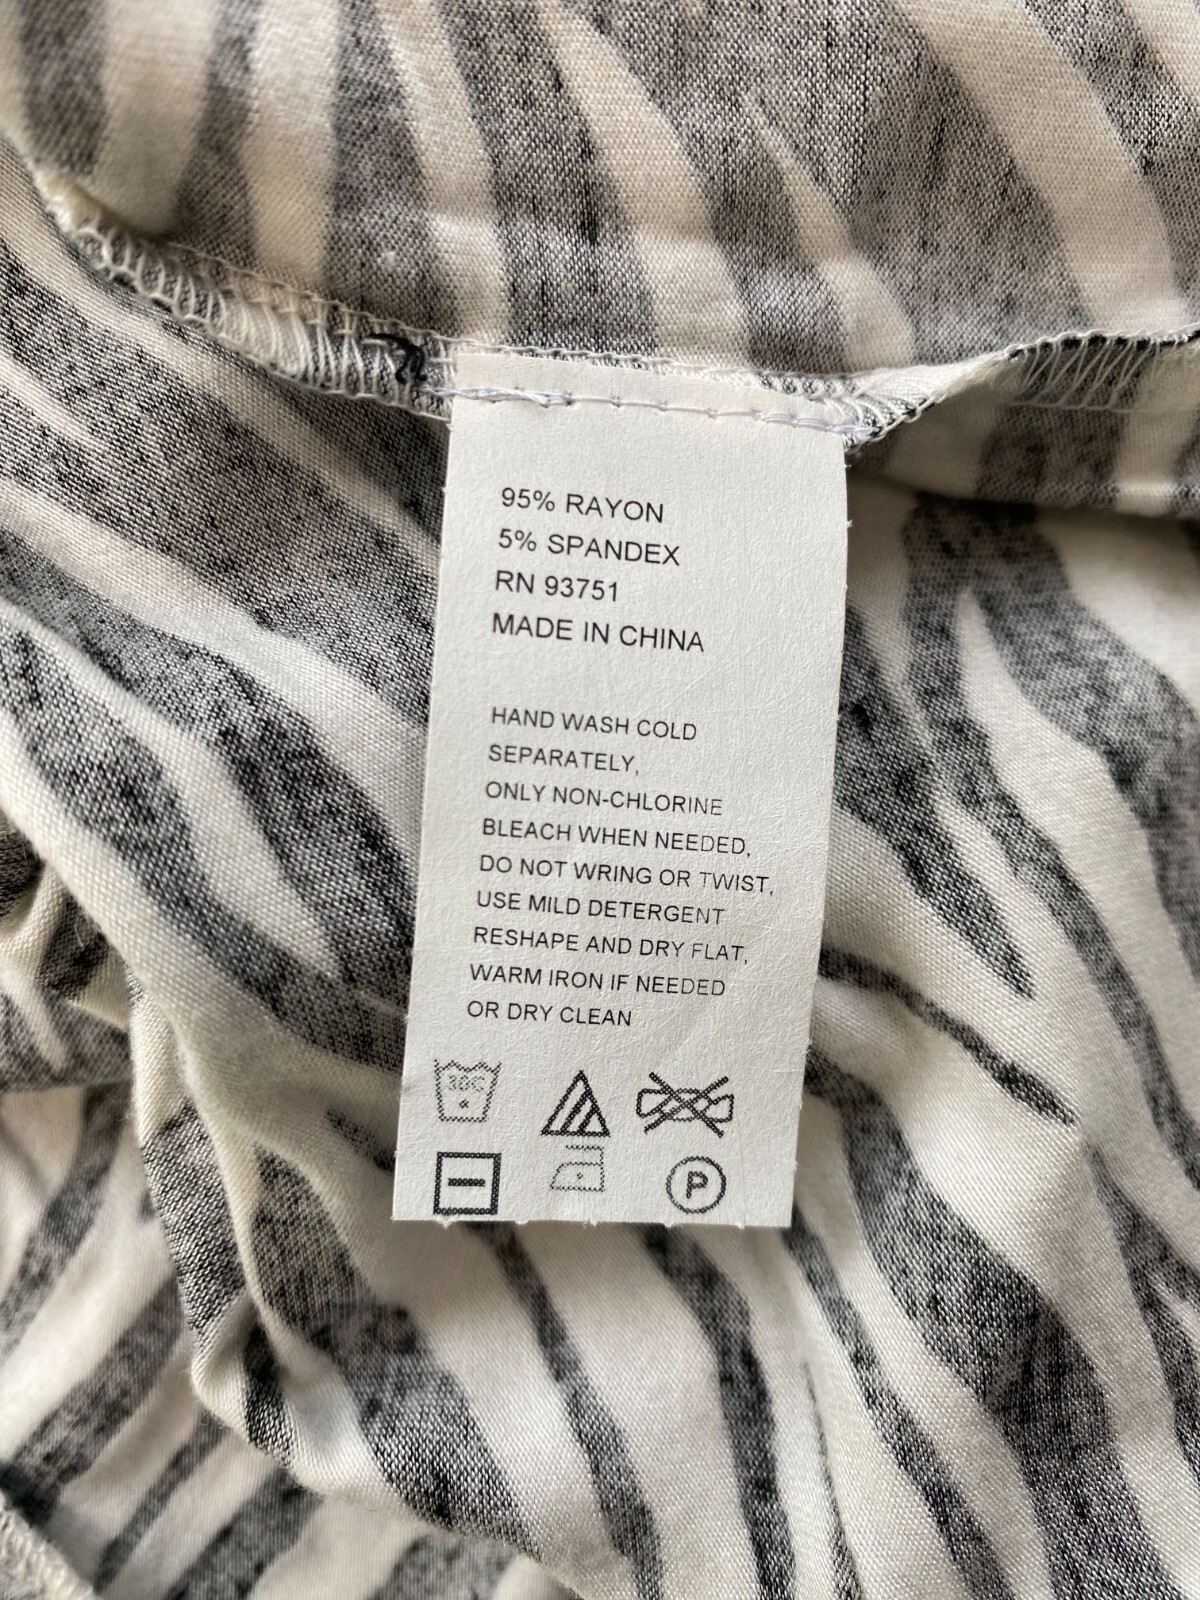 95% RAYON
5% SPANDEX
RN 93751
MADE IN CHINA
HAND WASH COLD
SEPARATELY,
ONLY NON-CHLORINE
BLEACH WHEN NEEDED,
DO NOT WRING OR TWIST,
USE MILD DETERGENT
RESHAPE AND DRY FLAT,
WARM IRON IF NEEDED
OR DRY CLEAN
30C
P